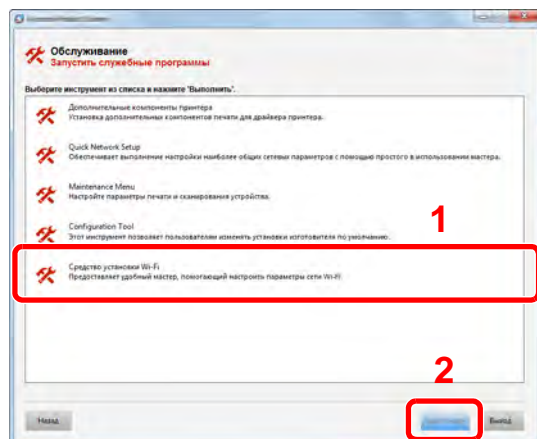 Обслуживание
Запустить служебные программы
Выберите инструмент из списка и нажмите 'Выполнить'.
Дополнительные компоненты принтера
Установка дополнительных компонентов печати для драйвера принтера.
Quick Network Setup
Обеспечивает выполнение настройки наиболее общих сетевых параметров с помощью простого в использовании мастера.
Maintenance Menu
Настройте параметры печати и сканирования устройства.
1
Configuration Tool
Этот инструмент позволяет пользователям изменять установки изготовителя по умолчанию.
Средство установки Wi-Fi
Предоставляет удобный мастер, помогающий настроить параметры сети Wi-Fi
2
Назад
Выход